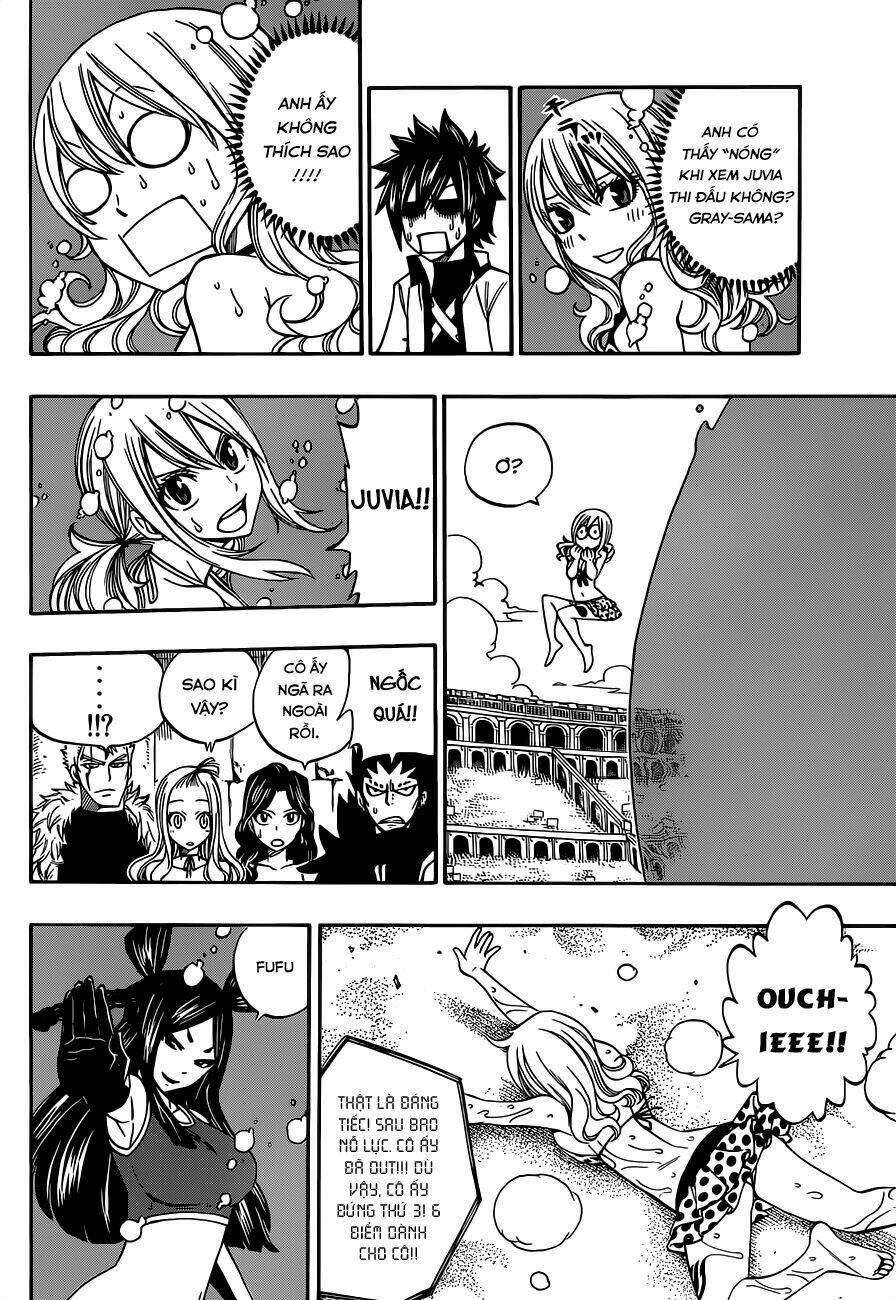 ANH CÓ
THẤY "NÓNG"
KHI XEM JUVIA
THI ĐẤU KHÔNG?
GRAY-SAMA?
ANH ẤY
KHÔNG
THÍCH SAO
!!!!
Ơ?
JUVIA!!
NGỐC
QUÁ!!
CÔ ẤY
NGÃ RA
NGOÀI
RỒI.
SAO KÌ
VẬY?
....
!!?
OUCH-
IEEE!!
THẬT LÀ ĐÁNG
TIẾC! SAU BAO
NỖ LỰC. CÔ ẤY
ĐÃ OUT!!! DÙ
VẬY, CÔ ẤY
ĐỨNG THỨ 3! 6
ĐIỂM DÀNH
CHO CÔ!!
FUFU